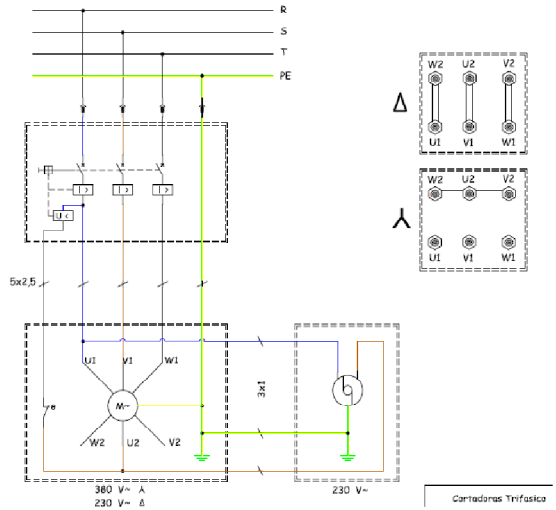 R
S
T
PE
W2 U2 V2
Δ
U1 V1 W1
I> I> I>
W2 U2 V2
U<
U1 V1 W1
5x2,5
U1 V1 W1
θ
3x1
M~
W2 U2 V2
380 V~ ⅄
230 V~ Δ
230 V~
Cortadoras Trifasica